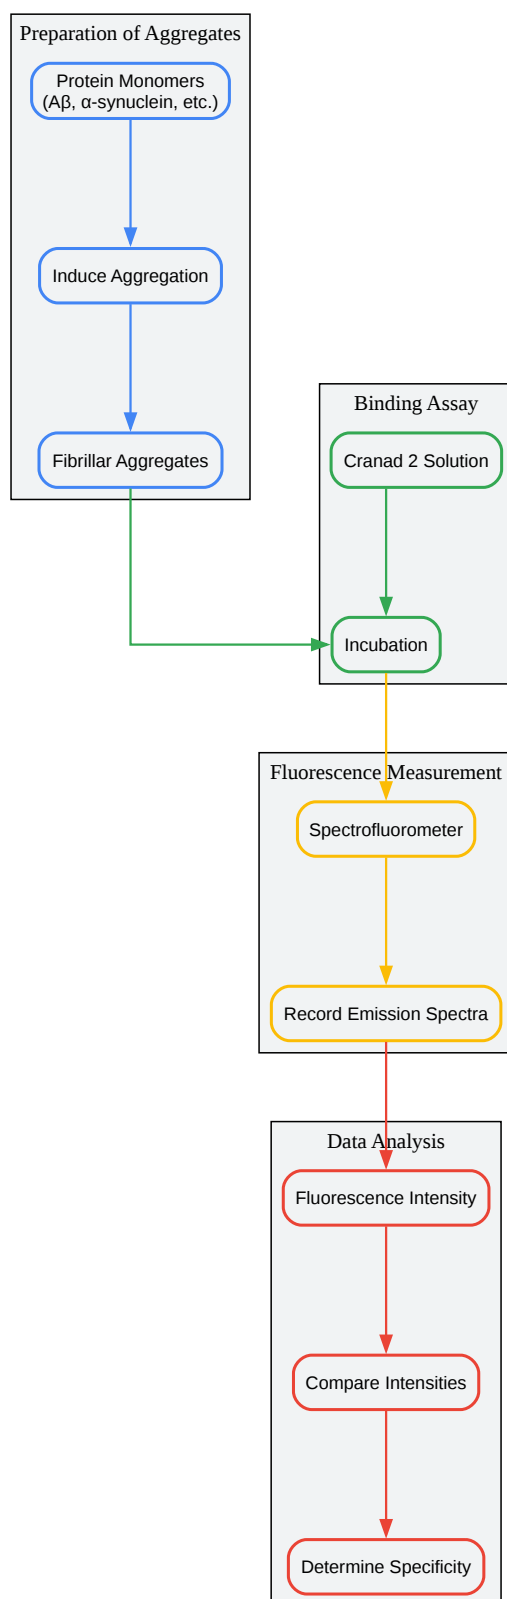 Preparation of Aggregates
Protein Monomers
(Aβ, α-synuclein, etc.)
Induce Aggregation
Fibrillar Aggregates
Binding Assay
Cranad 2 Solution
Incubation
Fluorescence Measurement
Spectrofluorometer
Record Emission Spectra
Data Analysis
Fluorescence Intensity
Compare Intensities
Determine Specificity